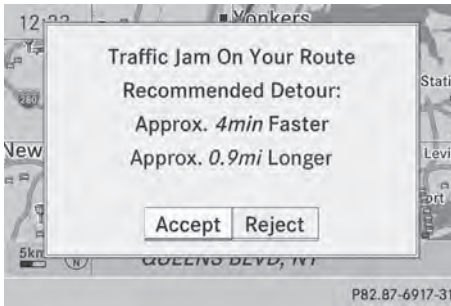 Yonkers
Traffic Jam On Your Route
Recommended Detour:
Approx. 4min Faster
Approx. 0.9mi Longer
Accept Reject
280
New
5km
N
QUEENS BLVD, NY
P82.87-6917-31